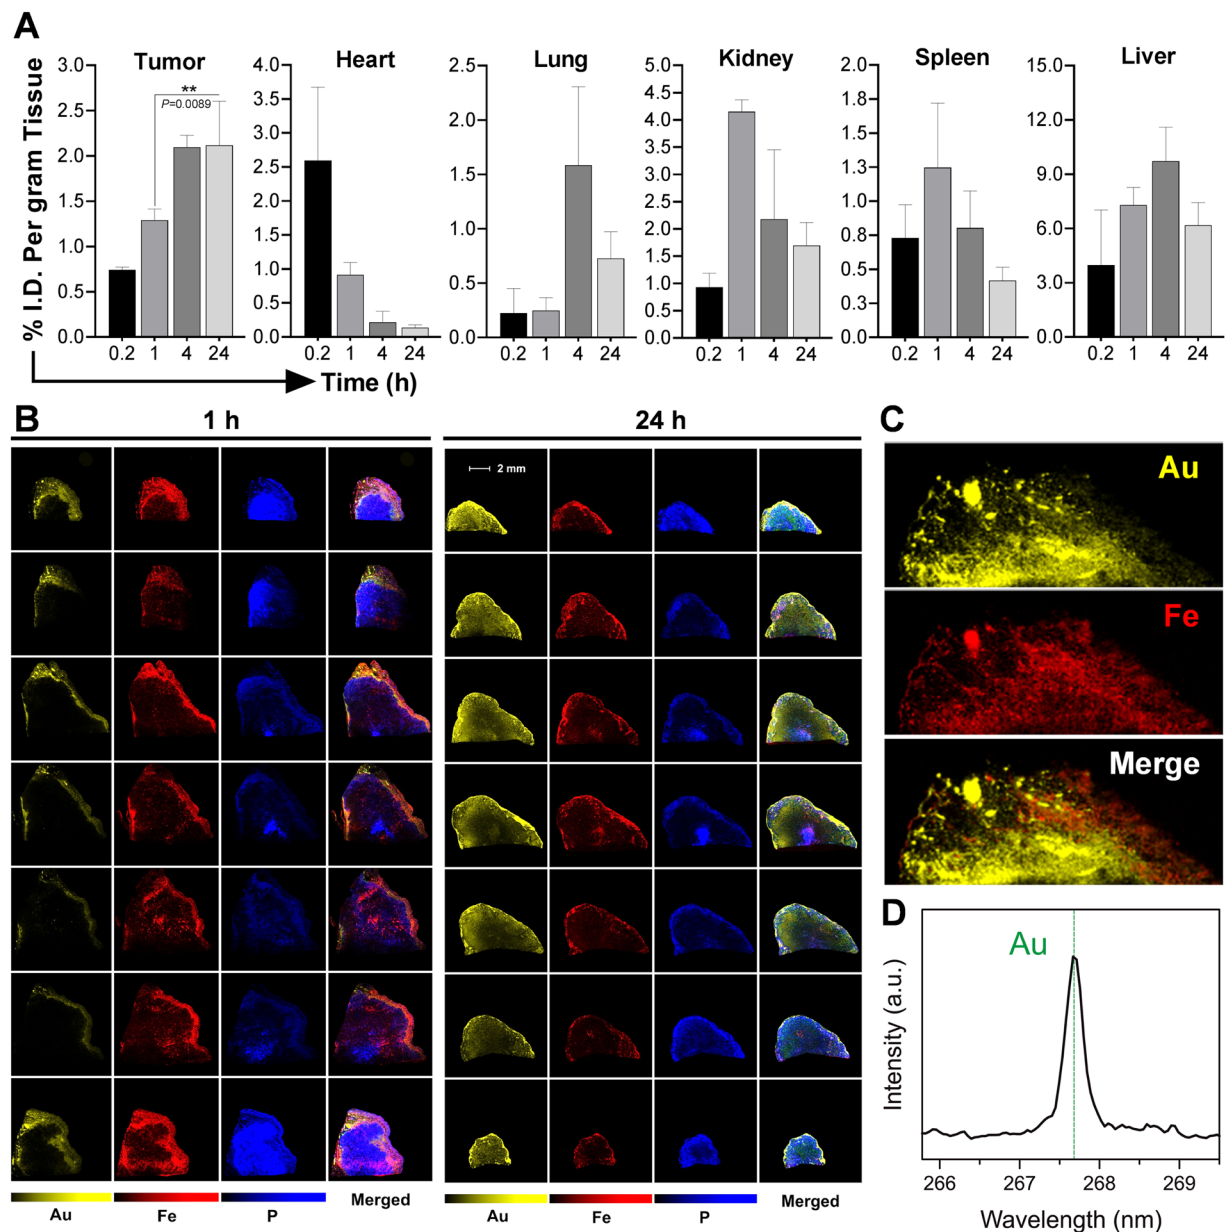 A
% I.D. Per gram Tissue
Tumor
3.0
2.5
2.0
1.5
1.0
0.5
0.0
**
P=0.0089
0.2 1 4 24
Heart
4.0
3.5
3.0
2.5
2.0
1.5
1.0
0.5
0.0
0.2 1 4 24
Lung
2.5
2.0
1.5
1.0
0.5
0.0
0.2 1 4 24
Kidney
5.0
4.5
4.0
3.5
3.0
2.5
2.0
1.5
1.0
0.5
0.0
0.2 1 4 24
Spleen
2.0
1.8
1.5
1.3
1.0
0.8
0.5
0.3
0.0
0.2 1 4 24
Liver
15.0
12.0
9.0
6.0
3.0
0.0
0.2 1 4 24
Time (h)
B
1 h
24 h
2 mm
Au Fe P Merged
Au Fe P Merged
C
Au
Fe
Merge
D
Au
Intensity (a.u.)
266 267 268 269
Wavelength (nm)